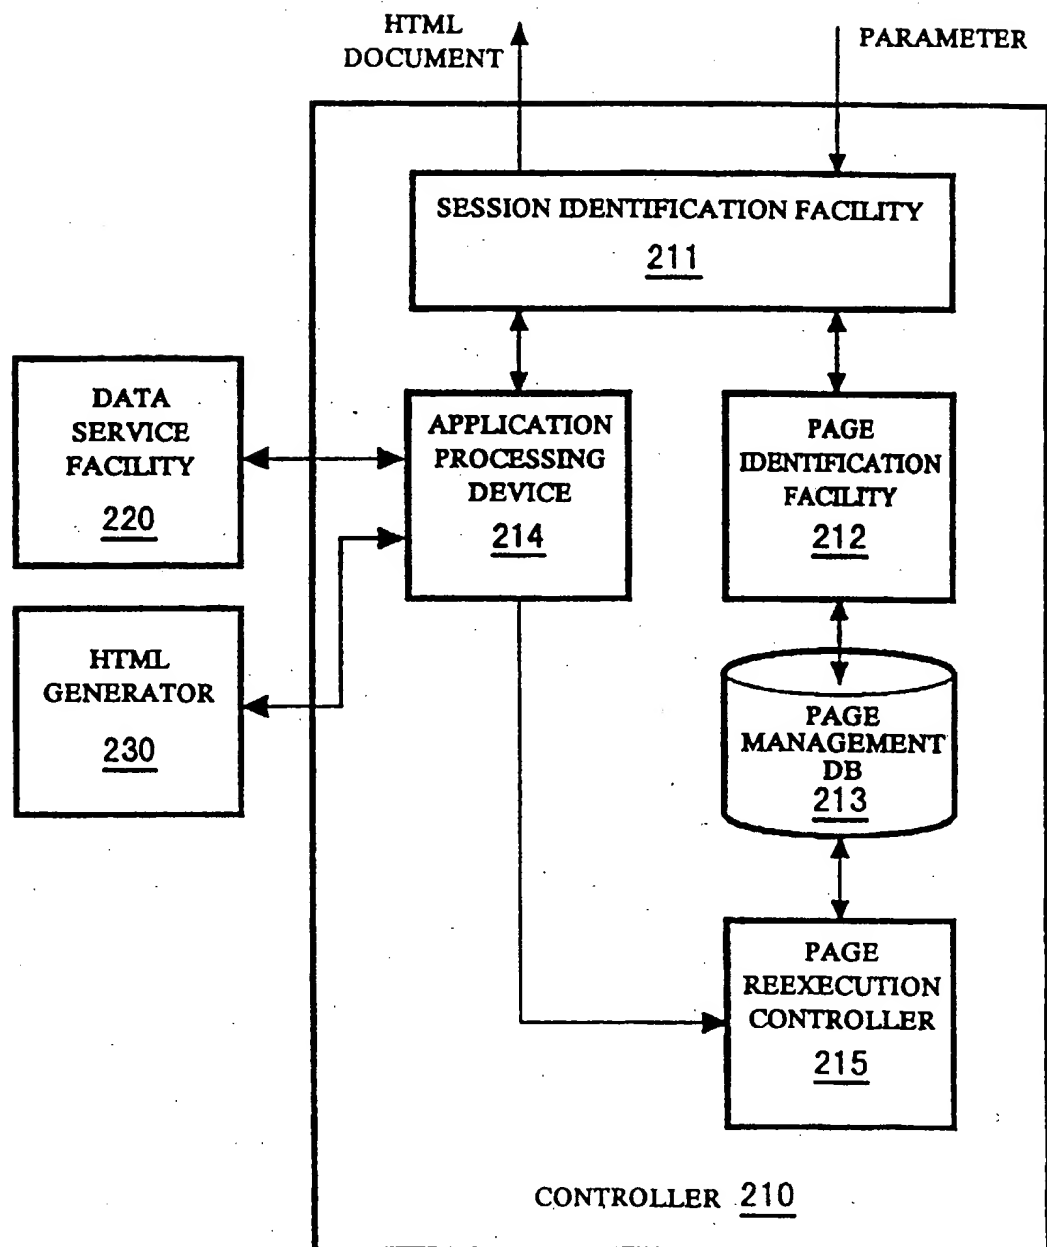 HTML
DOCUMENT
PARAMETER
SESSION IDENTIFICATION FACILITY
211
DATA
SERVICE
FACILITY
220
APPLICATION
PROCESSING
DEVICE
214
PAGE
IDENTIFICATION
FACILITY
212
HTML
GENERATOR
230
PAGE
MANAGEMENT
DB
213
PAGE
REEXECUTION
CONTROLLER
215
CONTROLLER 210